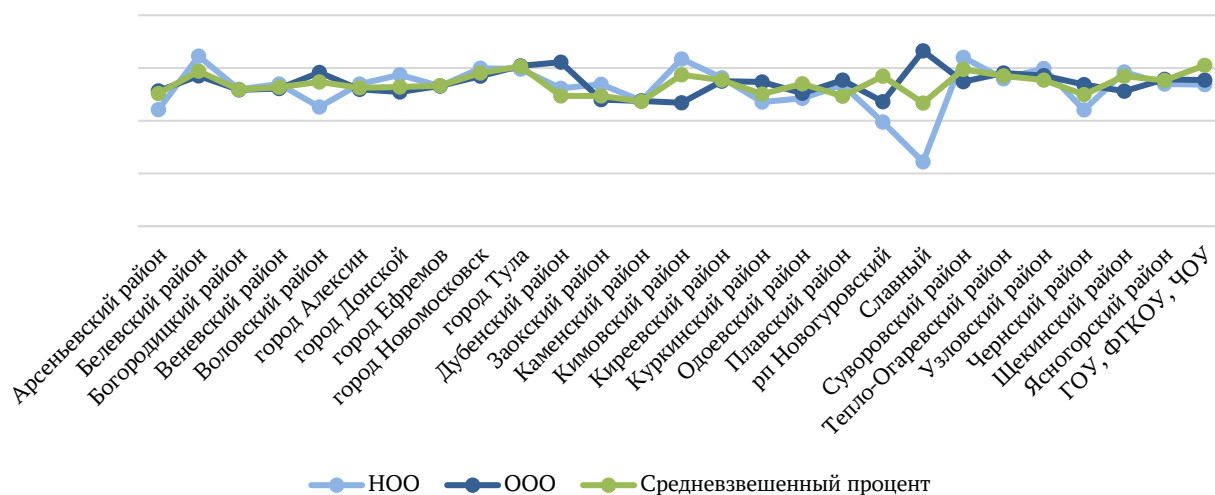 Арсеньевский район
Белевский район
Богородицкий район
Веневский район
Воловский район
город Алексин
город Донской
город Ефремов
город Новомосковск
город Тула
Дубенский район
Заокский район
Каменский район
Кимовский район
Киреевский район
Куркинский район
Одоевский район
Плавский район
рп Новогуровский
Славный
Суворовский район
Тепло-Огаревский район
Узловский район
Чернский район
Щекинский район
Ясногорский район
ГОУ, ФГКОУ, ЧОУ
НОО ООО Средневзвешенный процент